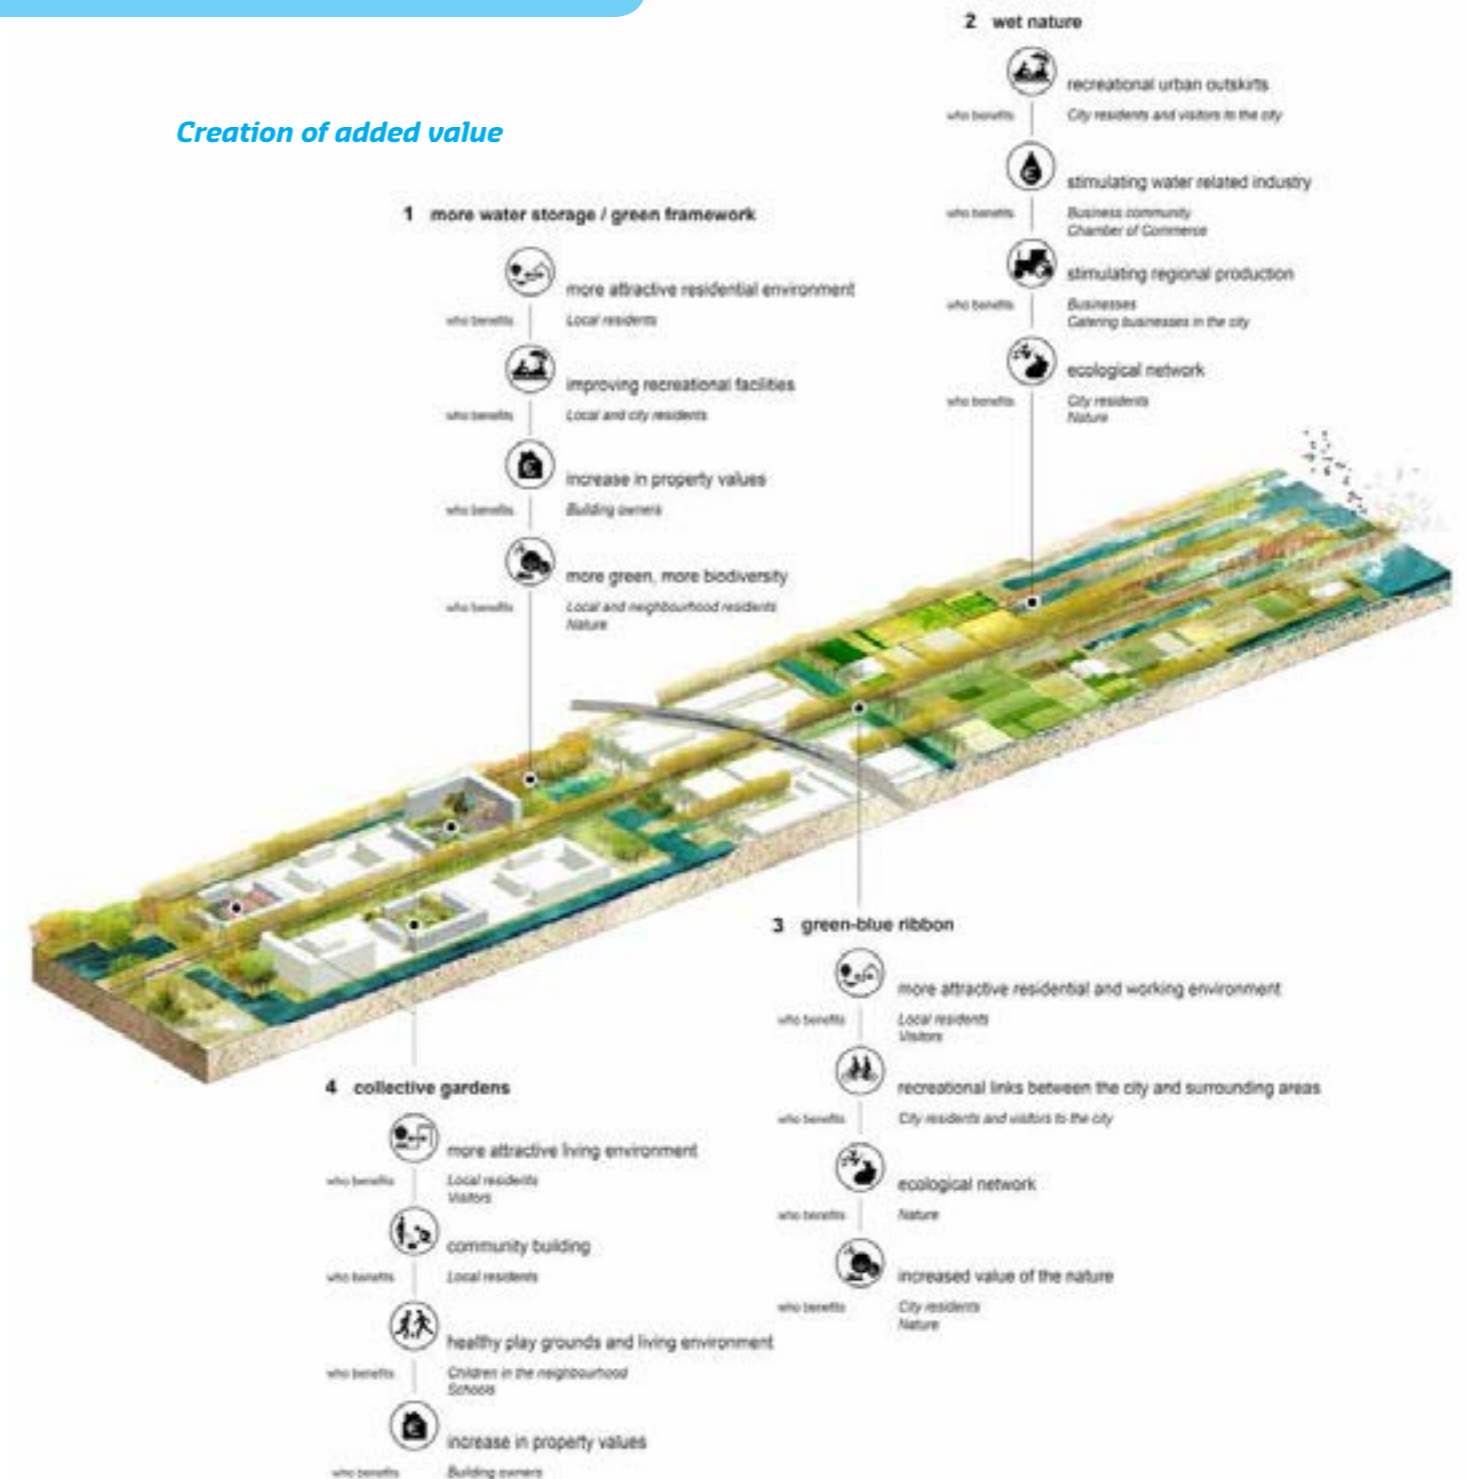 Creation of added value
1 more water storage / green framework
more attractive residential environment
who benefits Local residents
improving recreational facilities
who benefits Local and city residents
increase in property values
who benefits Building owners
more green, more biodiversity
who benefits Local and neighbourhood residents
Nature
2 wet nature
recreational urban outskirts
who benefits City residents and visitors to the city
stimulating water related industry
who benefits Business community
Chamber of Commerce
stimulating regional production
who benefits Businesses
Catering businesses in the city
ecological network
who benefits City residents
Nature
3 green-blue ribbon
more attractive residential and working environment
who benefits Local residents
Visitors
recreational links between the city and surrounding areas
who benefits City residents and visitors to the city
ecological network
who benefits Nature
increased value of the nature
who benefits City residents
Nature
4 collective gardens
more attractive living environment
who benefits Local residents
Visitors
community building
who benefits Local residents
healthy play grounds and living environment
who benefits Children in the neighbourhood
Schools
increase in property values
who benefits Building owners